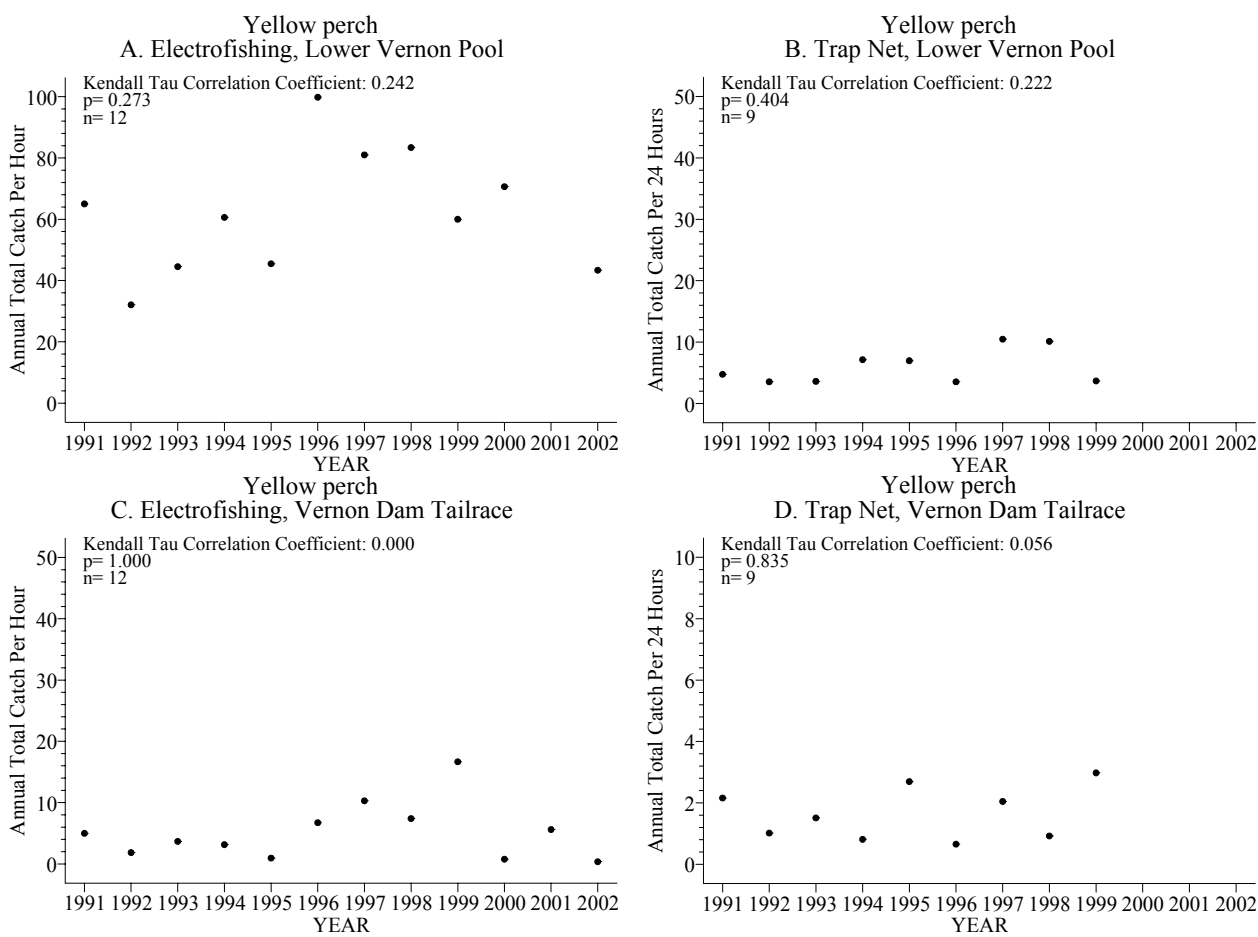 Yellow perch
A. Electrofishing, Lower Vernon Pool
Kendall Tau Correlation Coefficient: 0.242
p= 0.273
n= 12
Annual Total Catch Per Hour
100
80
60
40
20
0
1991 1992 1993 1994 1995 1996 1997 1998 1999 2000 2001 2002
YEAR
Yellow perch
B. Trap Net, Lower Vernon Pool
Kendall Tau Correlation Coefficient: 0.222
p= 0.404
n= 9
Annual Total Catch Per 24 Hours
50
40
30
20
10
0
1991 1992 1993 1994 1995 1996 1997 1998 1999 2000 2001 2002
YEAR
Yellow perch
C. Electrofishing, Vernon Dam Tailrace
Kendall Tau Correlation Coefficient: 0.000
p= 1.000
n= 12
Annual Total Catch Per Hour
50
40
30
20
10
0
1991 1992 1993 1994 1995 1996 1997 1998 1999 2000 2001 2002
YEAR
Yellow perch
D. Trap Net, Vernon Dam Tailrace
Kendall Tau Correlation Coefficient: 0.056
p= 0.835
n= 9
Annual Total Catch Per 24 Hours
10
8
6
4
2
0
1991 1992 1993 1994 1995 1996 1997 1998 1999 2000 2001 2002
YEAR